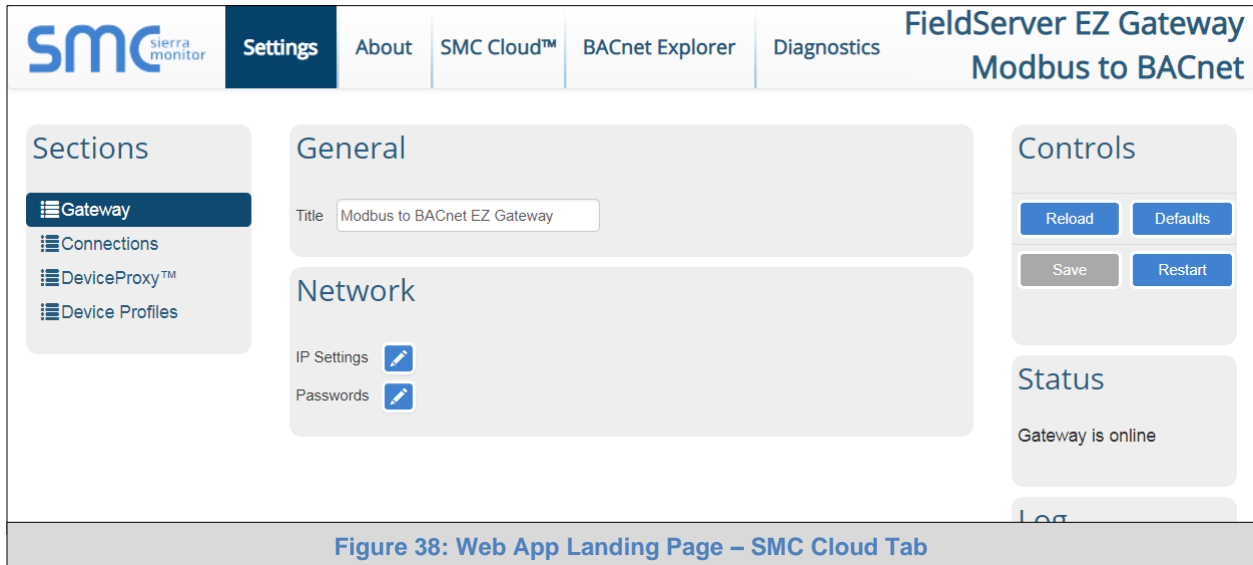 SMC sierra monitor
Settings
About
SMC Cloud™
BACnet Explorer
Diagnostics
FieldServer EZ Gateway
Modbus to BACnet
Sections
Gateway
Connections
DeviceProxy™
Device Profiles
General
Title Modbus to BACnet EZ Gateway
Network
IP Settings
Passwords
Controls
Reload Defaults
Save Restart
Status
Gateway is online
Log
Figure 38: Web App Landing Page – SMC Cloud Tab